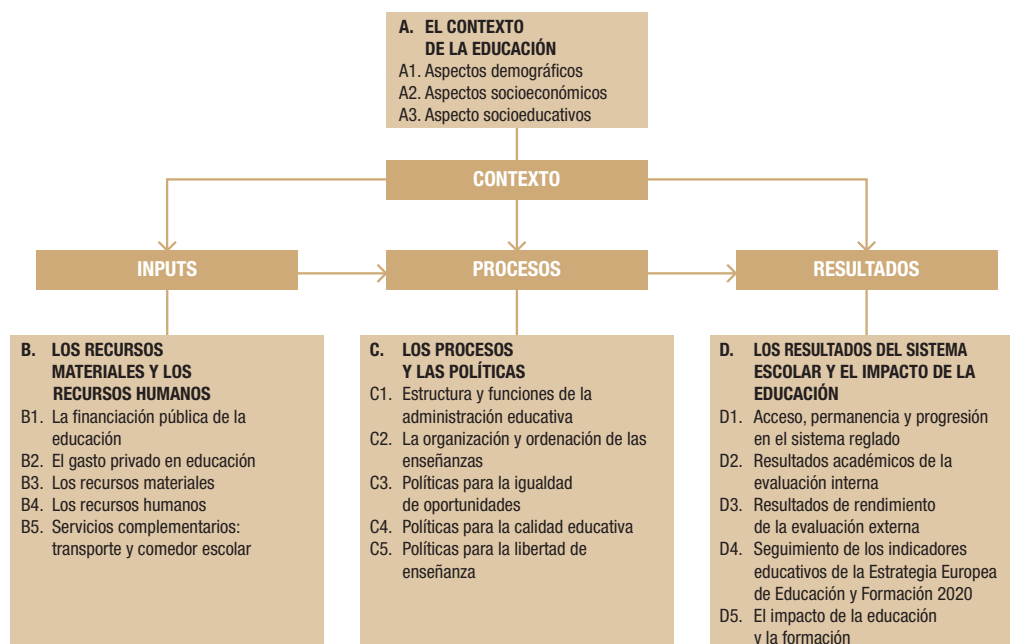 A. EL CONTEXTO
DE LA EDUCACIÓN
A1. Aspectos demográficos
A2. Aspectos socioeconómicos
A3. Aspecto socioeducativos
CONTEXTO
INPUTS
PROCESOS
RESULTADOS
B. LOS RECURSOS
MATERIALES Y LOS
RECURSOS HUMANOS
B1. La financiación pública de la
educación
B2. El gasto privado en educación
B3. Los recursos materiales
B4. Los recursos humanos
B5. Servicios complementarios:
transporte y comedor escolar
C. LOS PROCESOS
Y LAS POLÍTICAS
C1. Estructura y funciones de la
administración educativa
C2. La organización y ordenación de las
enseñanzas
C3. Políticas para la igualdad
de oportunidades
C4. Políticas para la calidad educativa
C5. Políticas para la libertad de
enseñanza
D. LOS RESULTADOS DEL SISTEMA
ESCOLAR Y EL IMPACTO DE LA
EDUCACIÓN
D1. Acceso, permanencia y progresión
en el sistema reglado
D2. Resultados académicos de la
evaluación interna
D3. Resultados de rendimiento
de la evaluación externa
D4. Seguimiento de los indicadores
educativos de la Estrategia Europea
de Educación y Formación 2020
D5. El impacto de la educación
y la formación